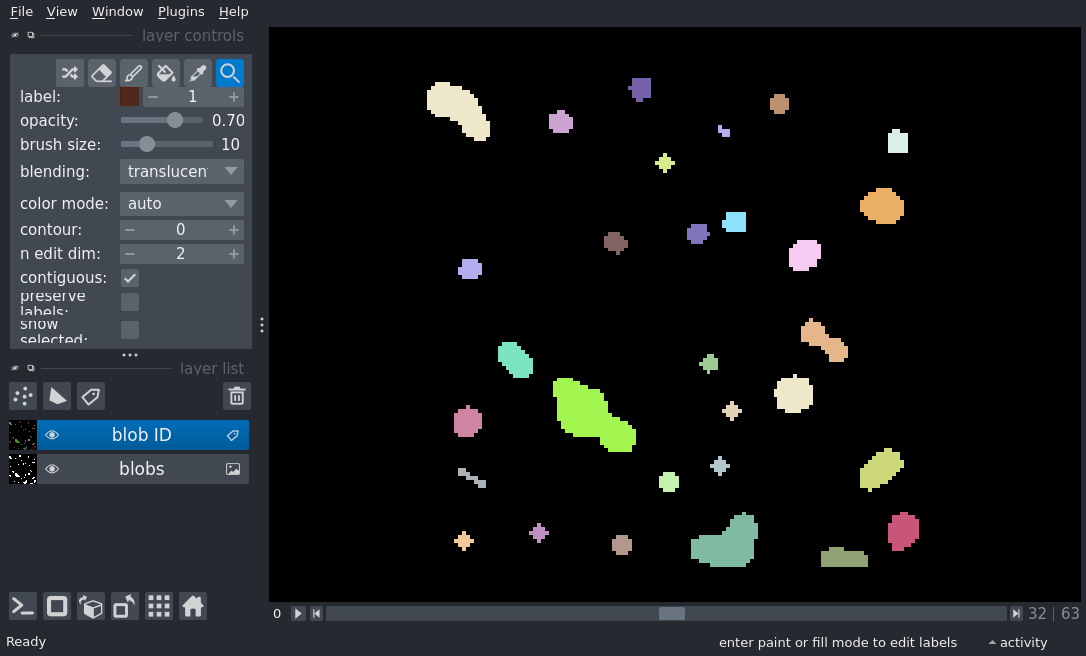 File View Window Plugins Help
layer controls
label: 1
opacity: 0.70
brush size: 10
blending: translucen
color mode: auto
contour: 0
n edit dim: 2
contiguous:
preserve
labels:
show
selected:
layer list
blob ID
blobs
0 32 63
Ready enter paint or fill mode to edit labels activity